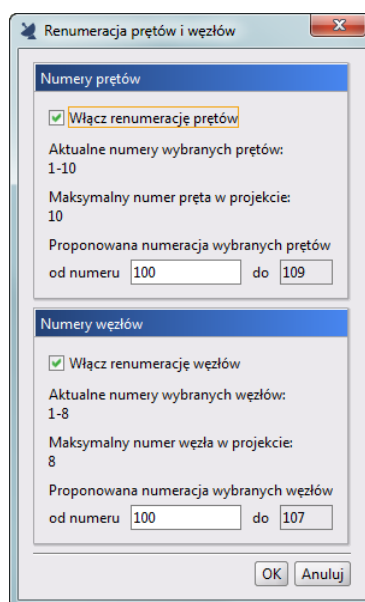 Renumeracja prętów i węzłów
Numery prętów
Włącz renumerację prętów
Aktualne numery wybranych prętów:
1-10
Maksymalny numer pręta w projekcie:
10
Proponowana numeracja wybranych prętów
od numeru 100 do 109
Numery węzłów
Włącz renumerację węzłów
Aktualne numery wybranych węzłów:
1-8
Maksymalny numer węzła w projekcie:
8
Proponowana numeracja wybranych węzłów
od numeru 100 do 107
OK Anuluj